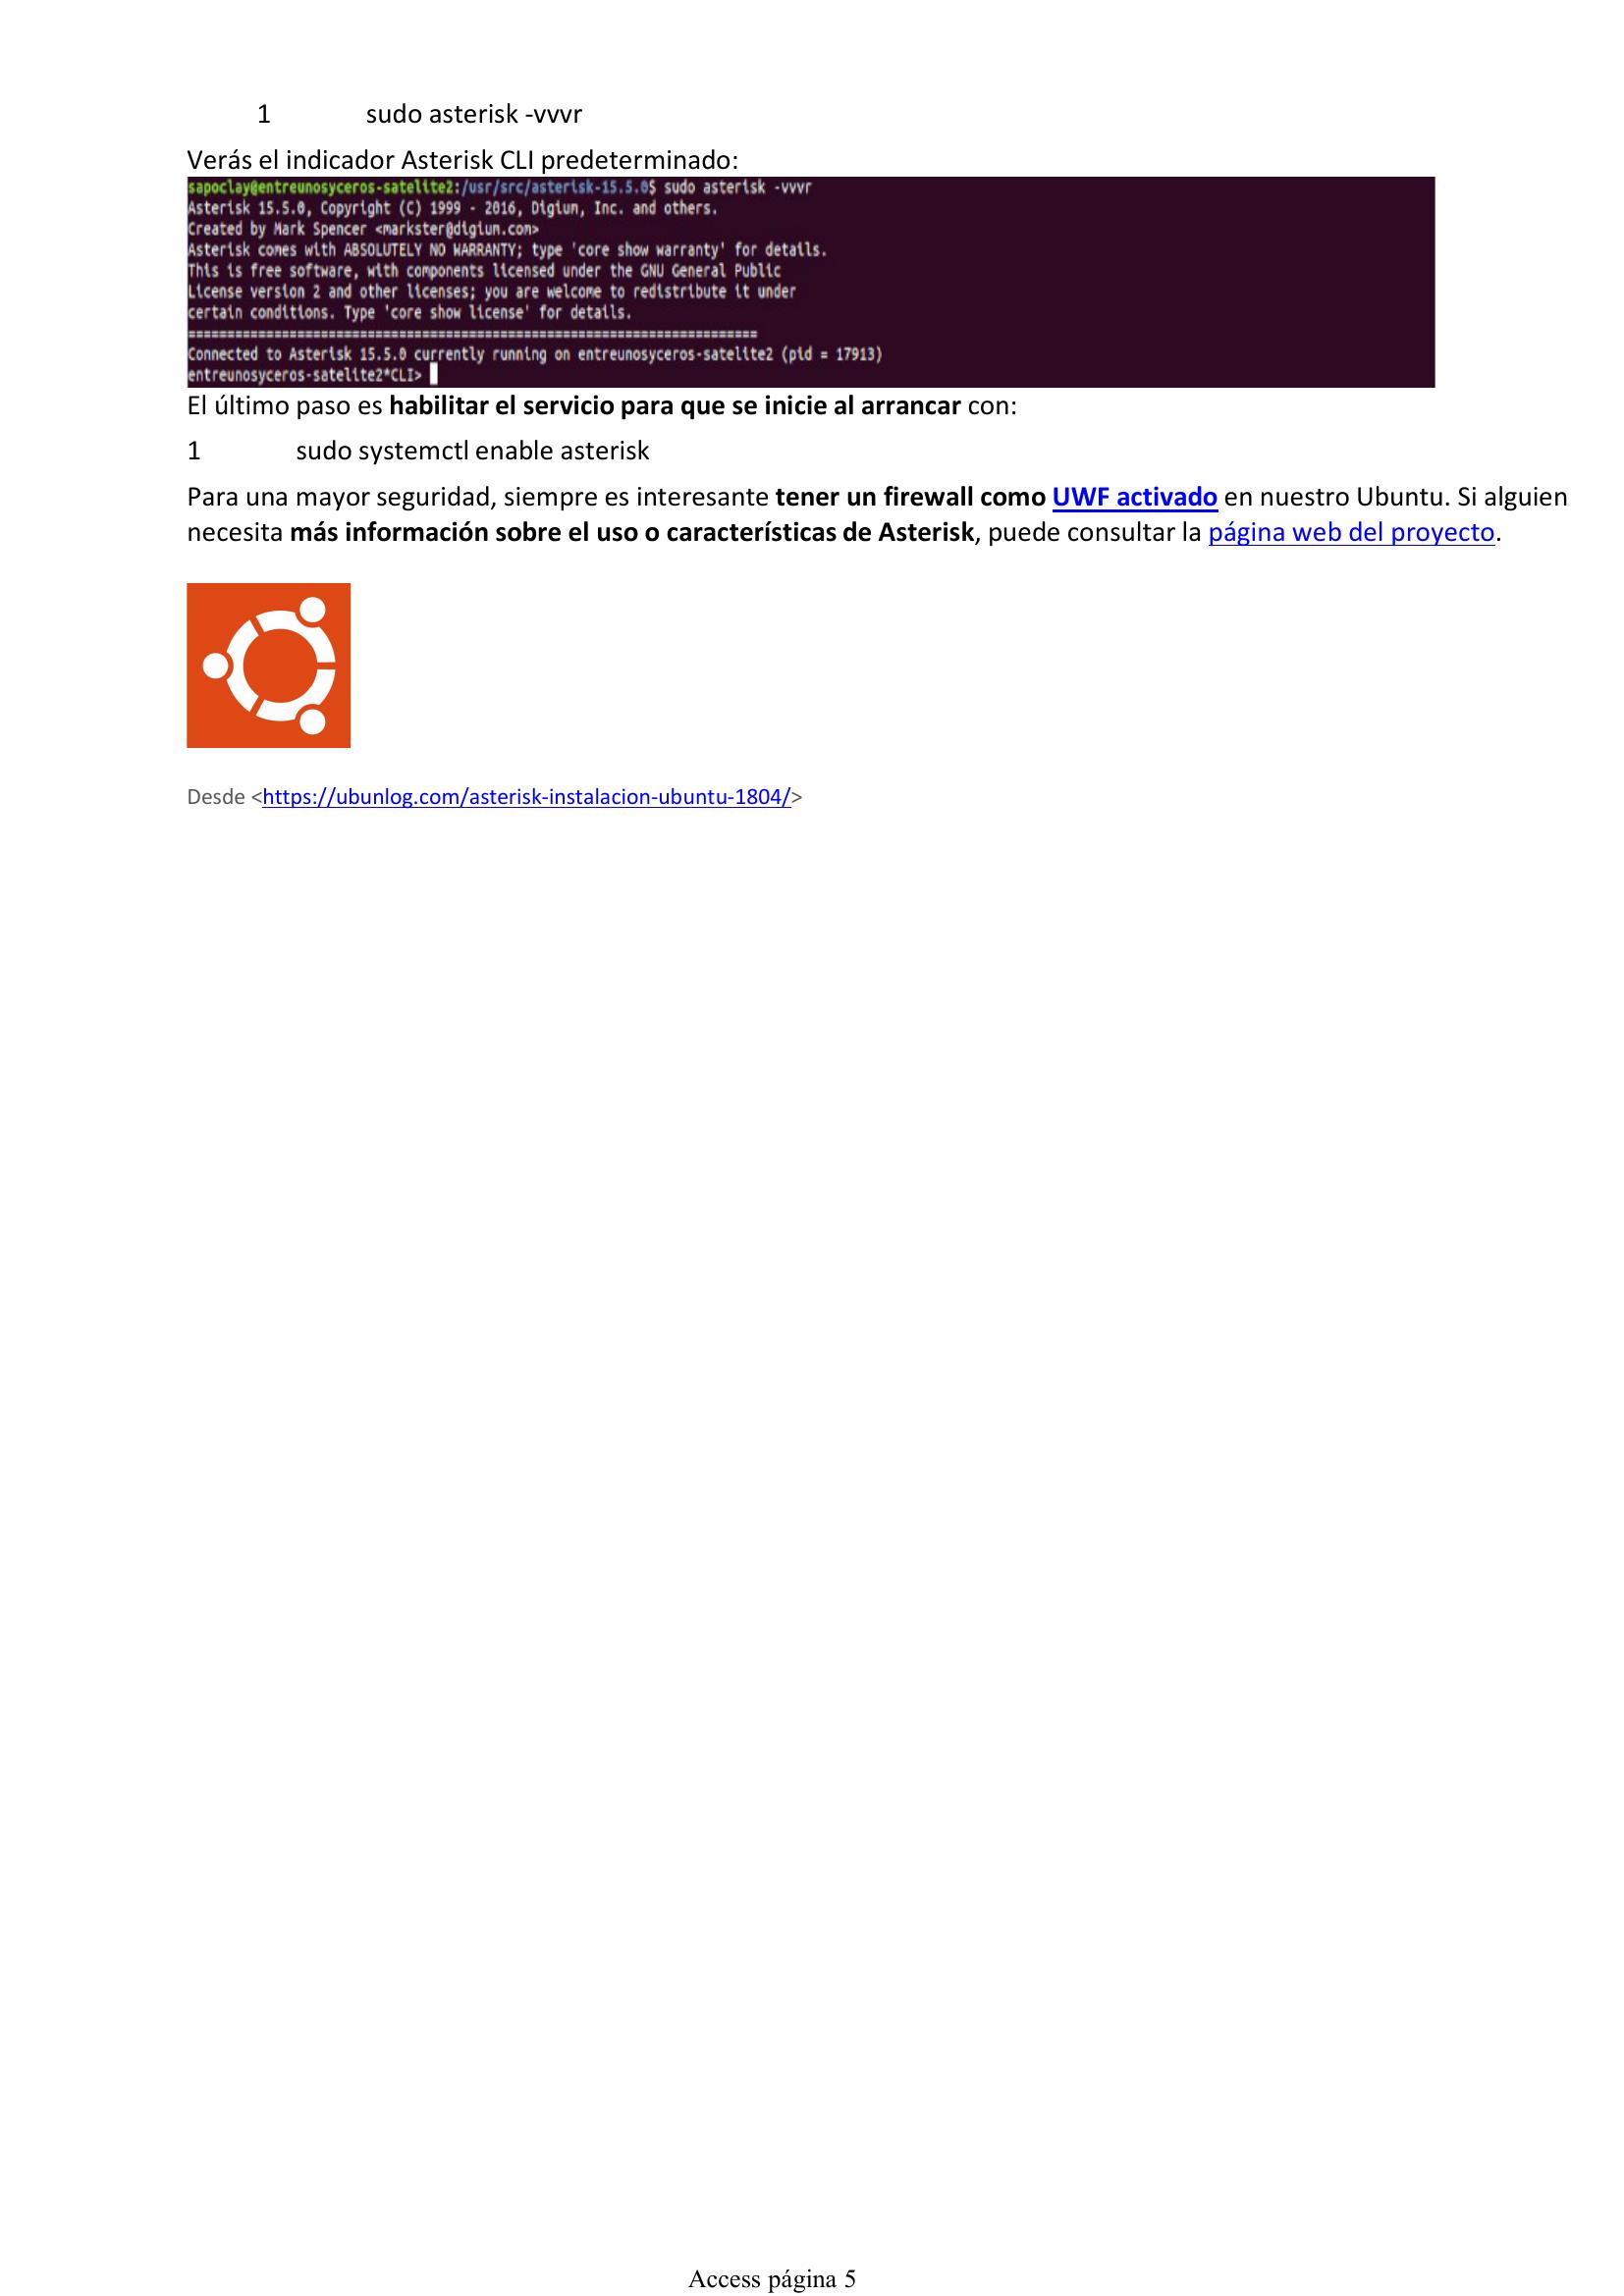 1 sudo asterisk -vvvr
Verás el indicador Asterisk CLI predeterminado:
sapoclay@entreunosyceros-satelite2:/usr/src/asterisk-15.5.0$ sudo asterisk -vvvr
Asterisk 15.5.0, Copyright (C) 1999 - 2016, Digium, Inc. and others.
Created by Mark Spencer <markster@digium.com>
Asterisk comes with ABSOLUTELY NO WARRANTY; type 'core show warranty' for details.
This is free software, with components licensed under the GNU General Public
License version 2 and other licenses; you are welcome to redistribute it under
certain conditions. Type 'core show license' for details.
=========================================================================
Connected to Asterisk 15.5.0 currently running on entreunosyceros-satelite2 (pid = 17913)
entreunosyceros-satelite2*CLI>
El último paso es habilitar el servicio para que se inicie al arrancar con:
1 sudo systemctl enable asterisk
Para una mayor seguridad, siempre es interesante tener un firewall como UWF activado en nuestro Ubuntu. Si alguien
necesita más información sobre el uso o características de Asterisk, puede consultar la página web del proyecto.
Desde <https://ubunlog.com/asterisk-instalacion-ubuntu-1804/>
Access página 5